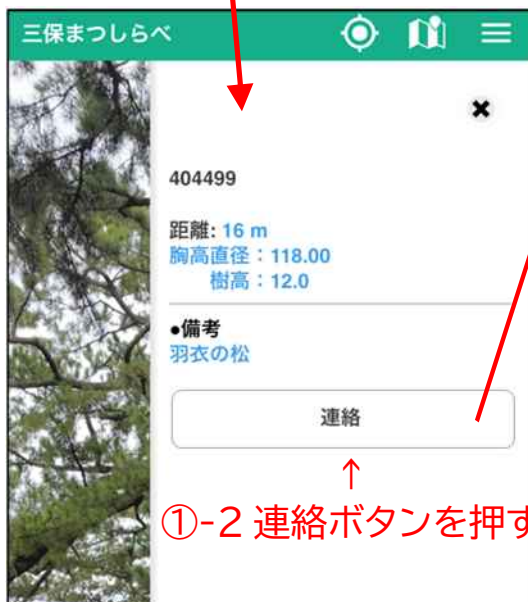 三保まつしらべ
404499
距離: 16 m
胸高直径：118.00
樹高：12.0
●備考
羽衣の松
連絡
↑
①-2 連絡ボタンを押す